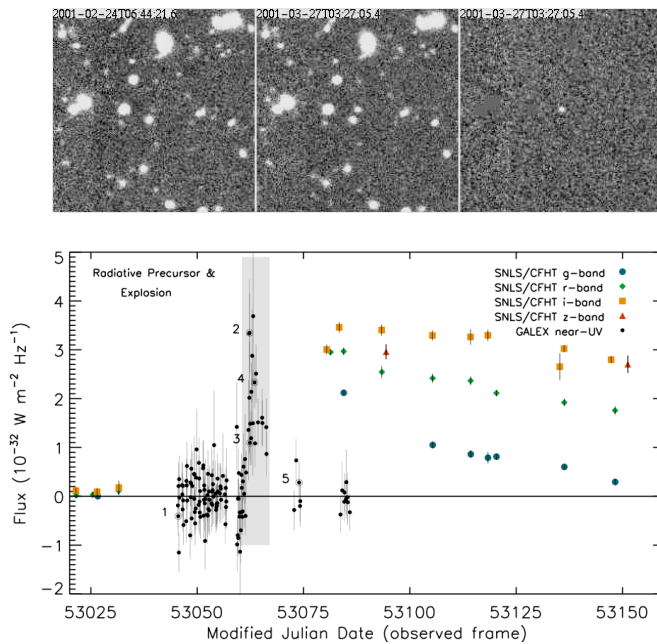 2001-02-24T05:44:21.6 2001-03-27T03:27:05.4 2001-03-27T03:27:05.4
Radiative Precursor &
Explosion
SNLS/CFHT g-band
SNLS/CFHT r-band
SNLS/CFHT i-band
SNLS/CFHT z-band
GALEX near-UV
5
4
3
2
1
0
-1
-2
2
4
3
1
5
Flux (10⁻³² W m⁻² Hz⁻¹)
53025 53050 53075 53100 53125 53150
Modified Julian Date (observed frame)